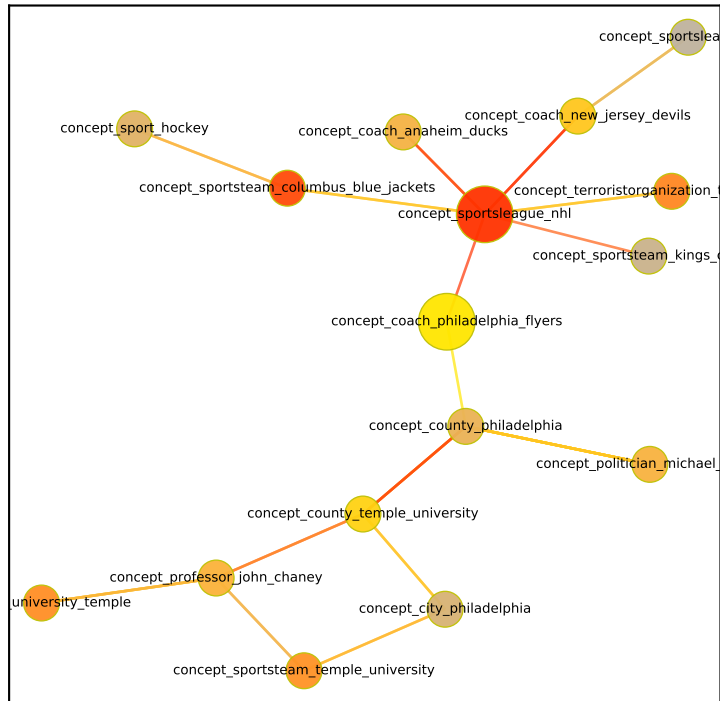 concept_sportslea
concept_coach_new_jersey_devils
concept_sport_hockey
concept_coach_anaheim_ducks
concept_sportsteam_columbus_blue_jackets
concept_terroristorganization_t
concept_sportsleague_nhl
concept_sportsteam_kings_c
concept_coach_philadelphia_flyers
concept_county_philadelphia
concept_politician_michael_
concept_county_temple_university
concept_professor_john_chaney
_university_temple
concept_city_philadelphia
concept_sportsteam_temple_university